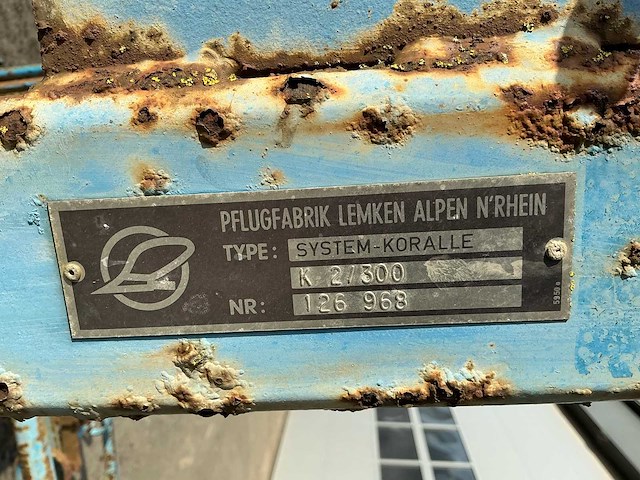 PFLUGFABRIK LEMKEN ALPEN N'RHEIN
TYPE: SYSTEM-KORALLE
K 2/300
NR: 126 968